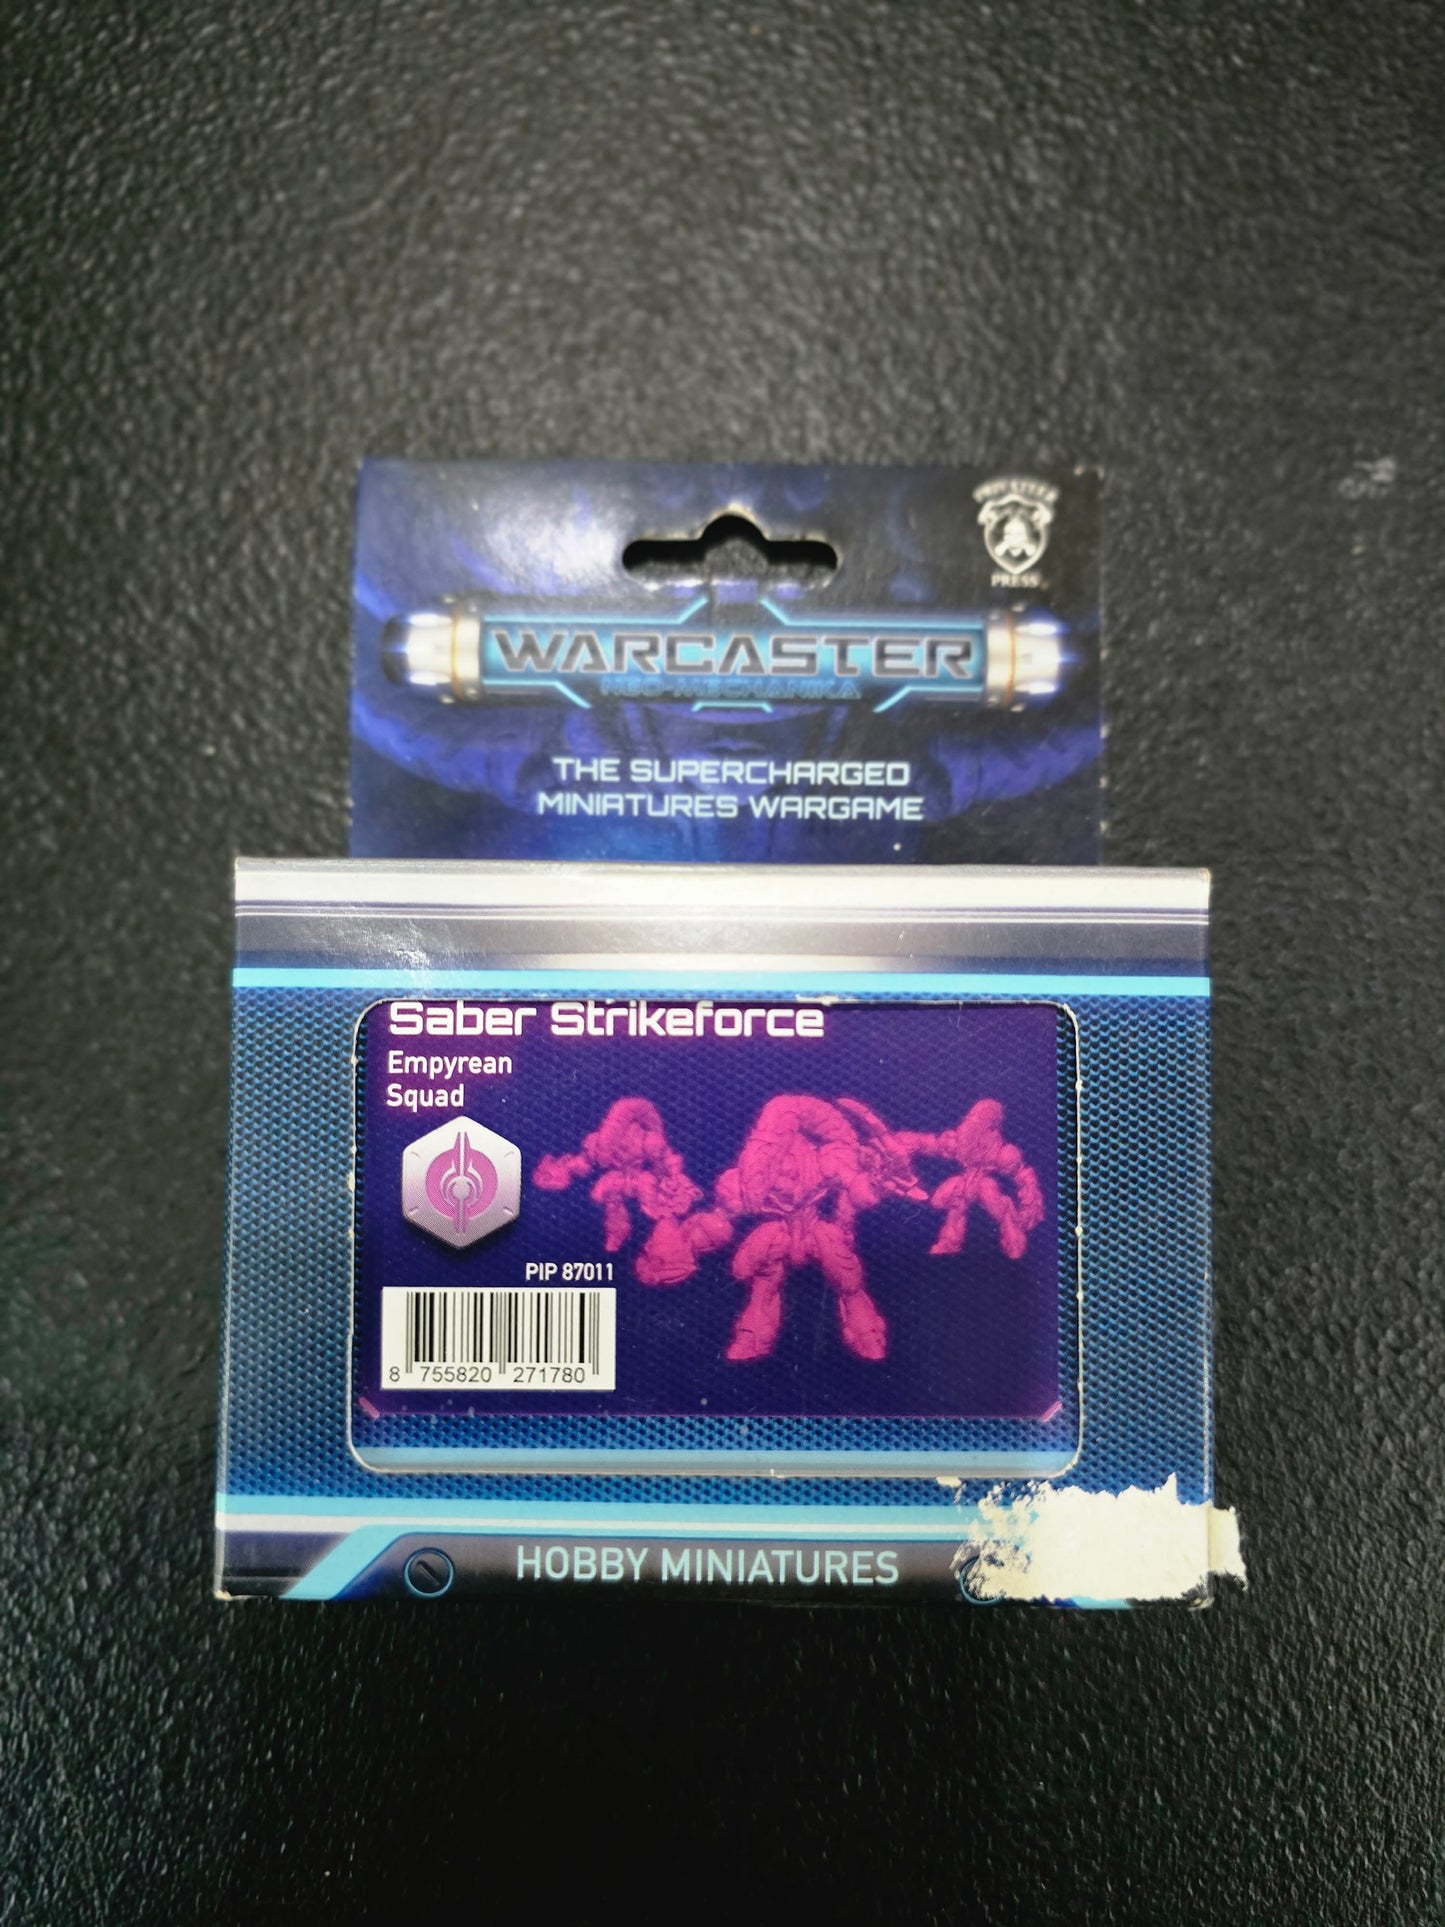 PRIVATEER
PRESS
WARCASTER
NEO-MECHANIKA
THE SUPERCHARGED
MINIATURES WARGAME
Saber Strikeforce
Empyrean
Squad
PIP 87011
8 755820 271780
HOBBY MINIATURES